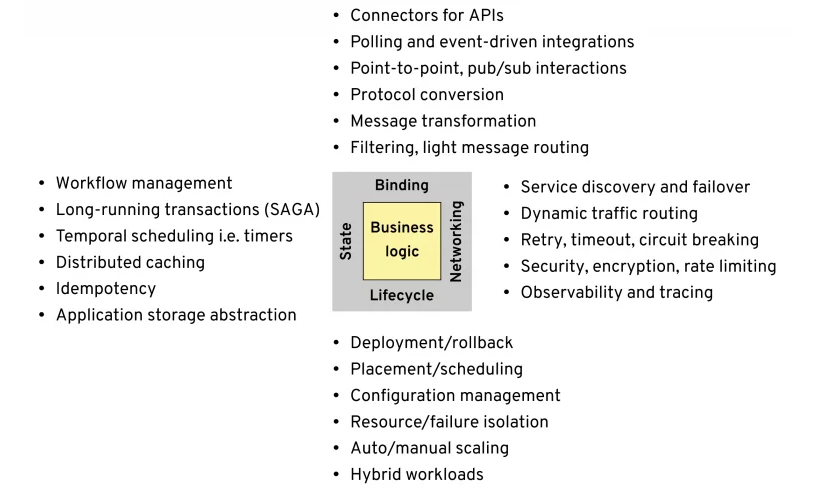 • Connectors for APIs
• Polling and event-driven integrations
• Point-to-point, pub/sub interactions
• Protocol conversion
• Message transformation
• Filtering, light message routing
• Workflow management
• Long-running transactions (SAGA)
• Temporal scheduling i.e. timers
• Distributed caching
• Idempotency
• Application storage abstraction
Binding
State
Business
logic
Networking
Lifecycle
• Service discovery and failover
• Dynamic traffic routing
• Retry, timeout, circuit breaking
• Security, encryption, rate limiting
• Observability and tracing
• Deployment/rollback
• Placement/scheduling
• Configuration management
• Resource/failure isolation
• Auto/manual scaling
• Hybrid workloads